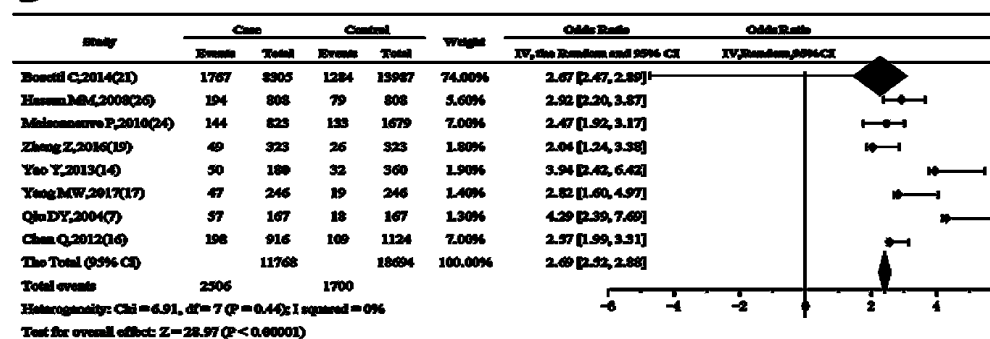 Study Case Control Weight Odds Ratio Odds Ratio
Events Total Events Total IV, the Random and 95% CI IV,Random,95%CI
Bosetti C,2014(21) 1767 8305 1284 13987 74.00% 2.67 [2.47, 2.89]
Hassan MM,2008(26) 194 808 79 808 5.60% 2.92 [2.20, 3.87]
Maisonneuve P,2010(24) 144 823 133 1679 7.00% 2.47 [1.92, 3.17]
Zheng Z,2016(19) 49 323 26 323 1.80% 2.04 [1.24, 3.38]
Yao Y,2013(14) 50 180 32 360 1.90% 3.94 [2.42, 6.42]
Yang MW,2017(17) 47 246 19 246 1.40% 2.82 [1.60, 4.97]
Qiu DY,2004(7) 57 167 18 167 1.30% 4.29 [2.39, 7.69]
Chen Q,2012(16) 198 916 109 1124 7.00% 2.57 [1.99, 3.31]
The Total (95% CI) 11768 18694 100.00% 2.69 [2.52, 2.88]
Total events 2506 1700
Heterogeneity: Chi = 6.91, df = 7 (P = 0.44); I squared = 0%
Test for overall effect: Z = 28.97 (P < 0.00001)
-6 -4 -2 0 2 4